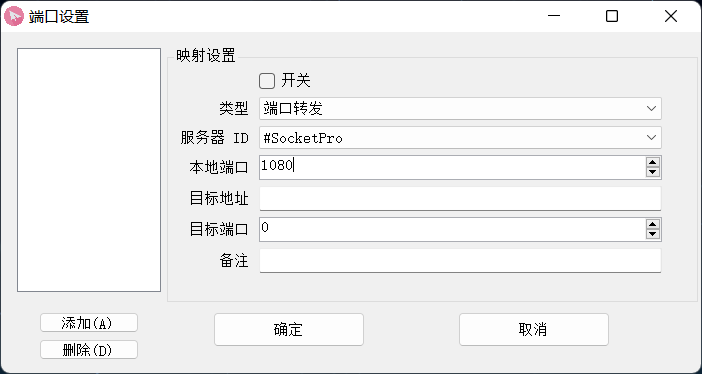 端口设置
映射设置
开关
类型 端口转发
服务器 ID #SocketPro
本地端口 1080
目标地址
目标端口 0
备注
添加(A)
删除(D)
确定
取消